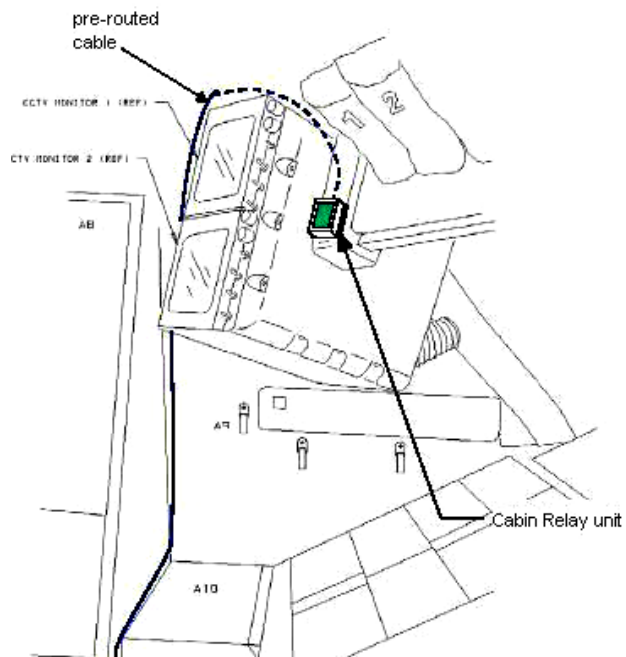 pre-routed
cable
CCTV MONITOR 1 (REF)
CTV MONITOR 2 (REF)
1
2
A8
A9
Cabin Relay unit
A10